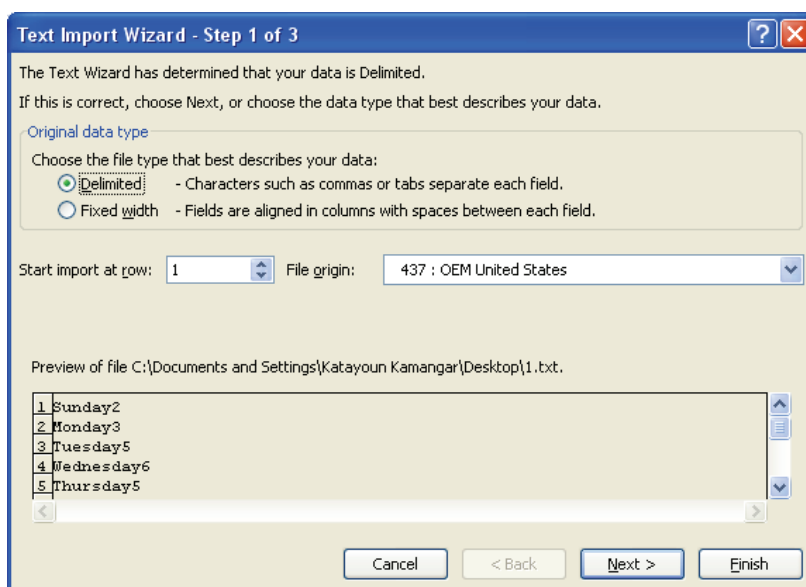 Text Import Wizard - Step 1 of 3
The Text Wizard has determined that your data is Delimited.
If this is correct, choose Next, or choose the data type that best describes your data.
Original data type
Choose the file type that best describes your data:
Delimited - Characters such as commas or tabs separate each field.
Fixed width - Fields are aligned in columns with spaces between each field.
Start import at row: 1 File origin: 437 : OEM United States
Preview of file C:\Documents and Settings\Katayoun Kamangar\Desktop\1.txt.
1 Sunday2
2 Monday3
3 Tuesday5
4 Wednesday6
5 Thursday5
Cancel < Back Next > Finish